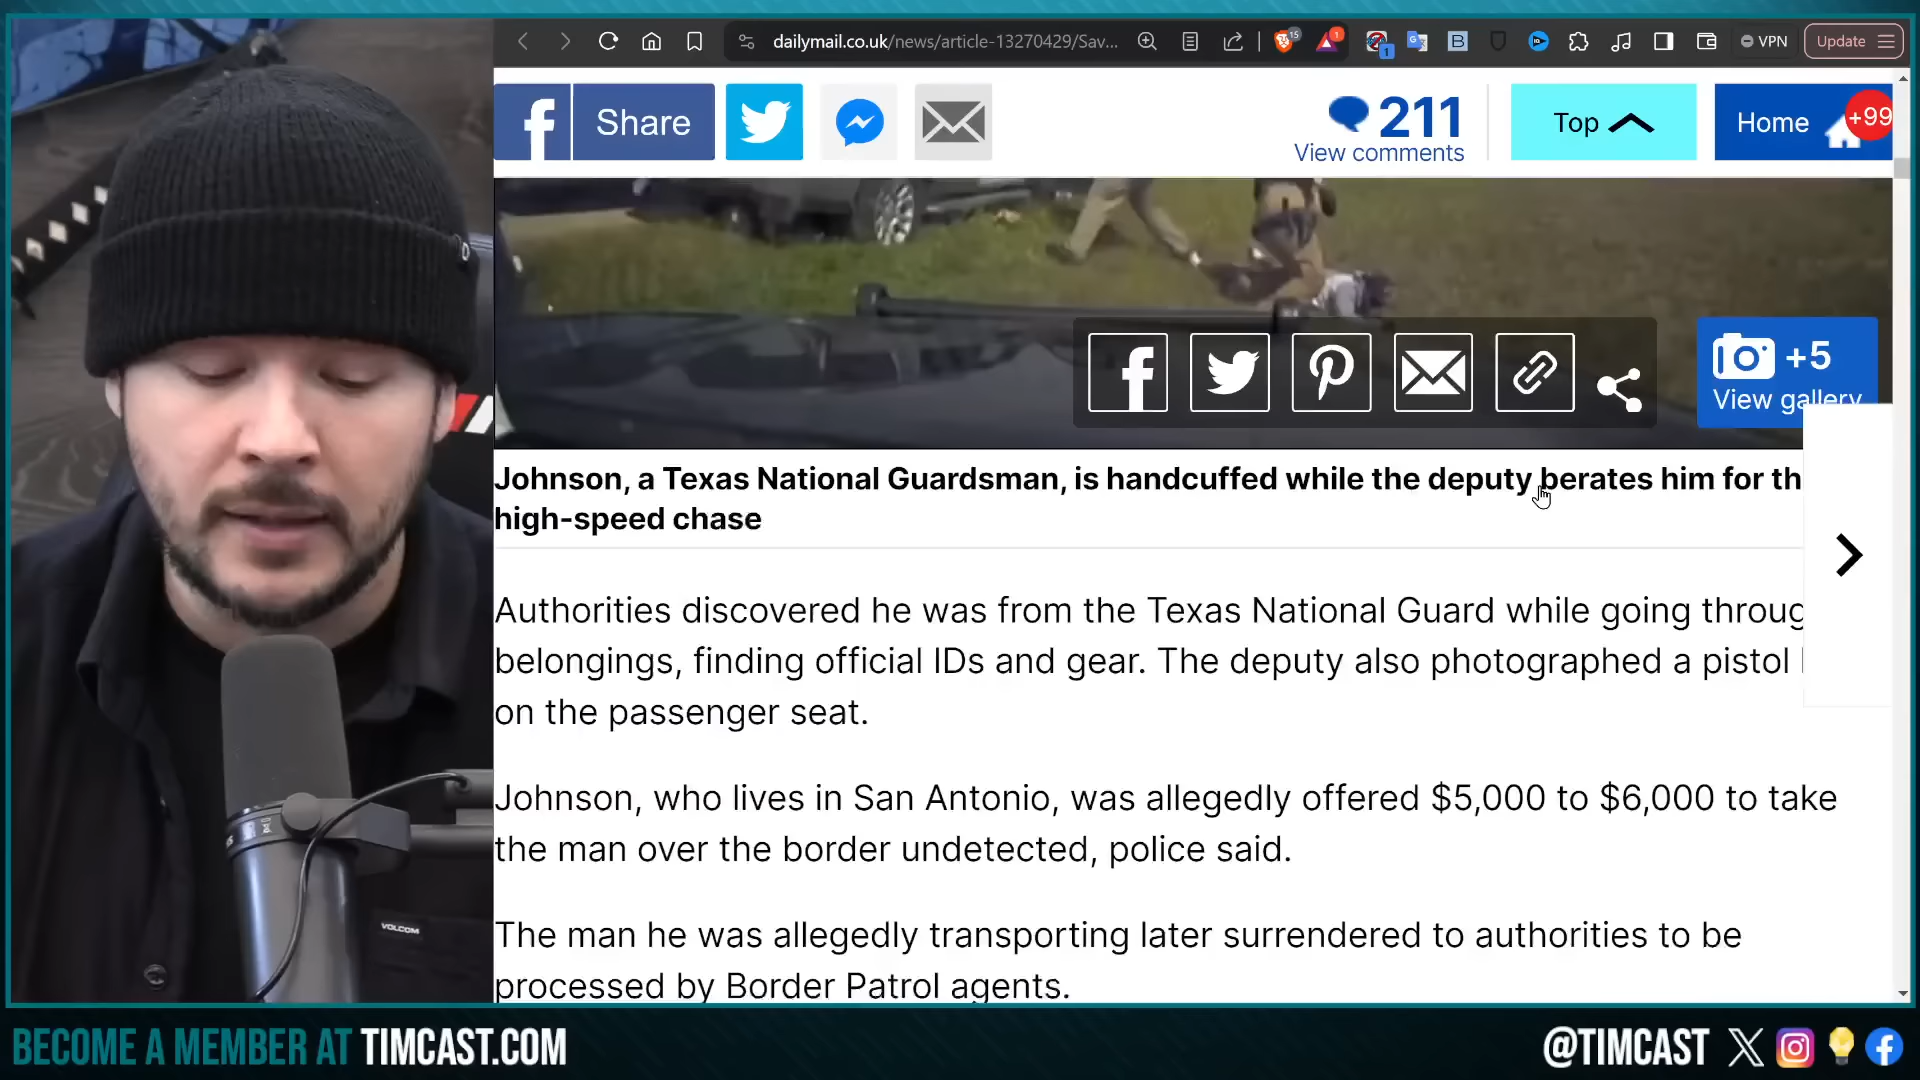 dailymail.co.uk/news/article-13270429/Sav...
15
1
1
VPN
Update
Share
211
View comments
Top
Home
+99
+5
View gallery
Johnson, a Texas National Guardsman, is handcuffed while the deputy berates him for
high-speed chase
Authorities discovered he was from the Texas National Guard while going
belongings, finding official IDs and gear. The deputy also photographed a pistol
on the passenger seat.
Johnson, who lives in San Antonio, was allegedly offered $5,000 to $6,000 to take
the man over the border undetected, police said.
The man he was allegedly transporting later surrendered to authorities to be
processed by Border Patrol agents.
VOLCOM
BECOME A MEMBER AT TIMCAST.COM
@TIMCAST